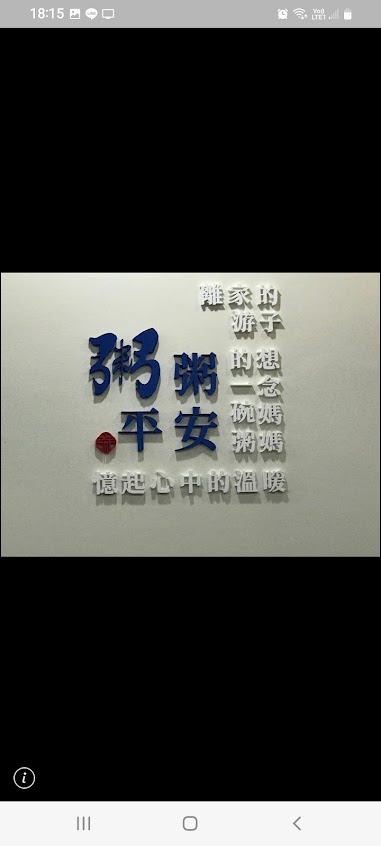 18:15
粥粥
平安
離家的
游子
想念媽媽
的一碗粥
憶起心中的溫暖